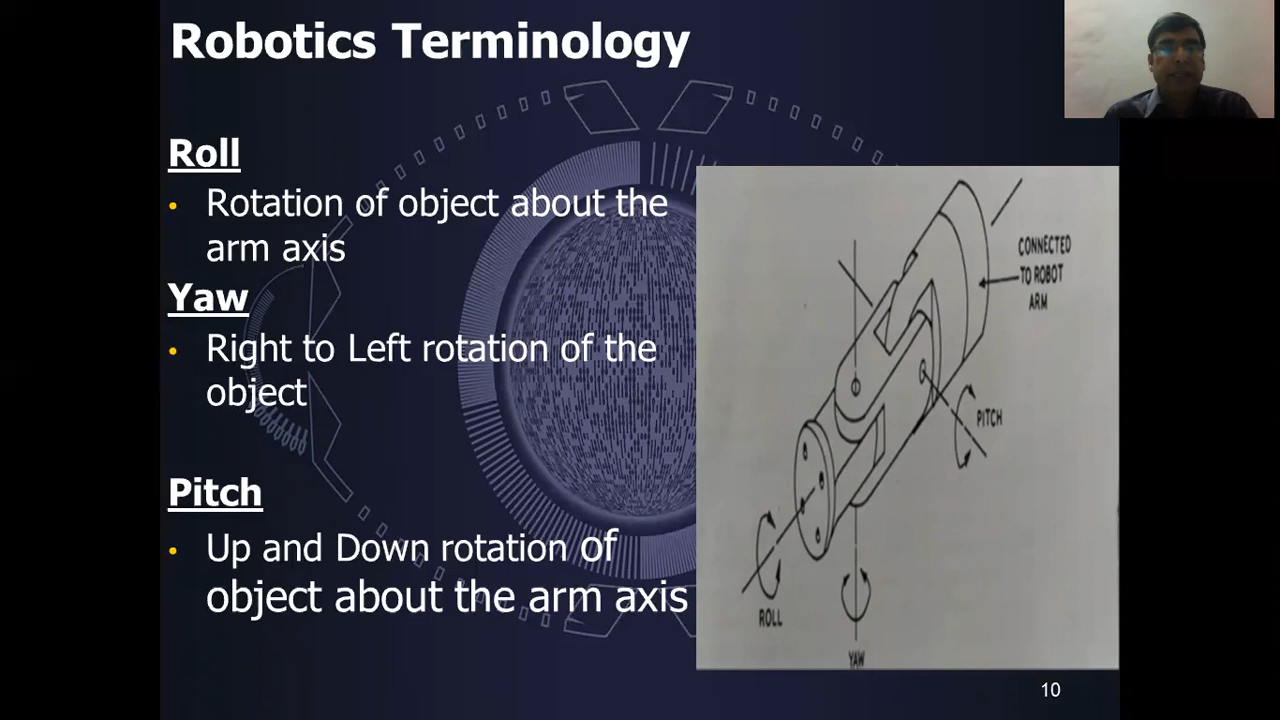 Robotics Terminology
Roll
• Rotation of object about the
arm axis
Yaw
• Right to Left rotation of the
object
Pitch
• Up and Down rotation of
object about the arm axis
CONNECTED
TO ROBOT
ARM
PITCH
ROLL
YAW
10